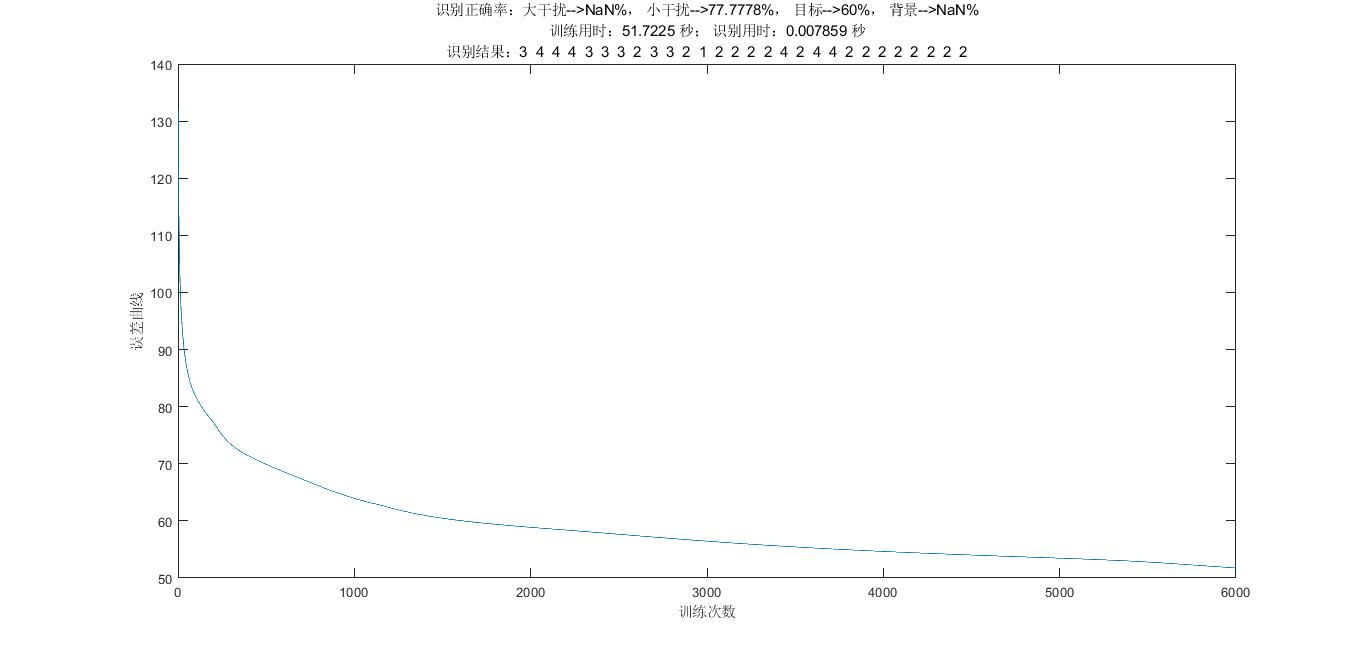 识别正确率：大干扰-->NaN%， 小干扰-->77.7778%， 目标-->60%， 背景-->NaN%
训练用时：51.7225 秒； 识别用时：0.007859 秒
识别结果：3 4 4 4 3 3 3 2 3 3 2 1 2 2 2 2 4 2 4 4 2 2 2 2 2 2 2 2
140
130
120
110
100
90
80
70
60
50
误差曲线
0 1000 2000 3000 4000 5000 6000
训练次数